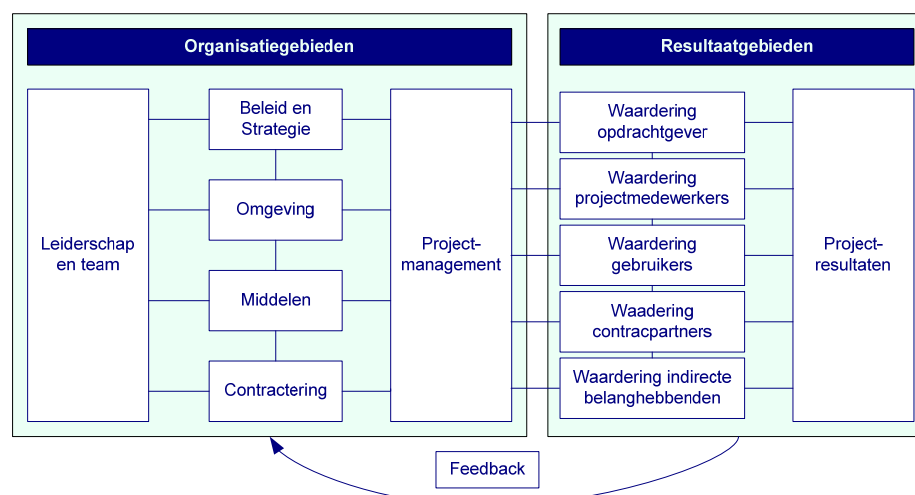 Organisatiegebieden
Resultaatgebieden
Leiderschap
en team
Beleid en
Strategie
Omgeving
Middelen
Contractering
Project-
management
Waardering
opdrachtgever
Waardering
projectmedewerkers
Waardering
gebruikers
Waadering
contracpartners
Waardering indirecte
belanghebbenden
Project-
resultaten
Feedback